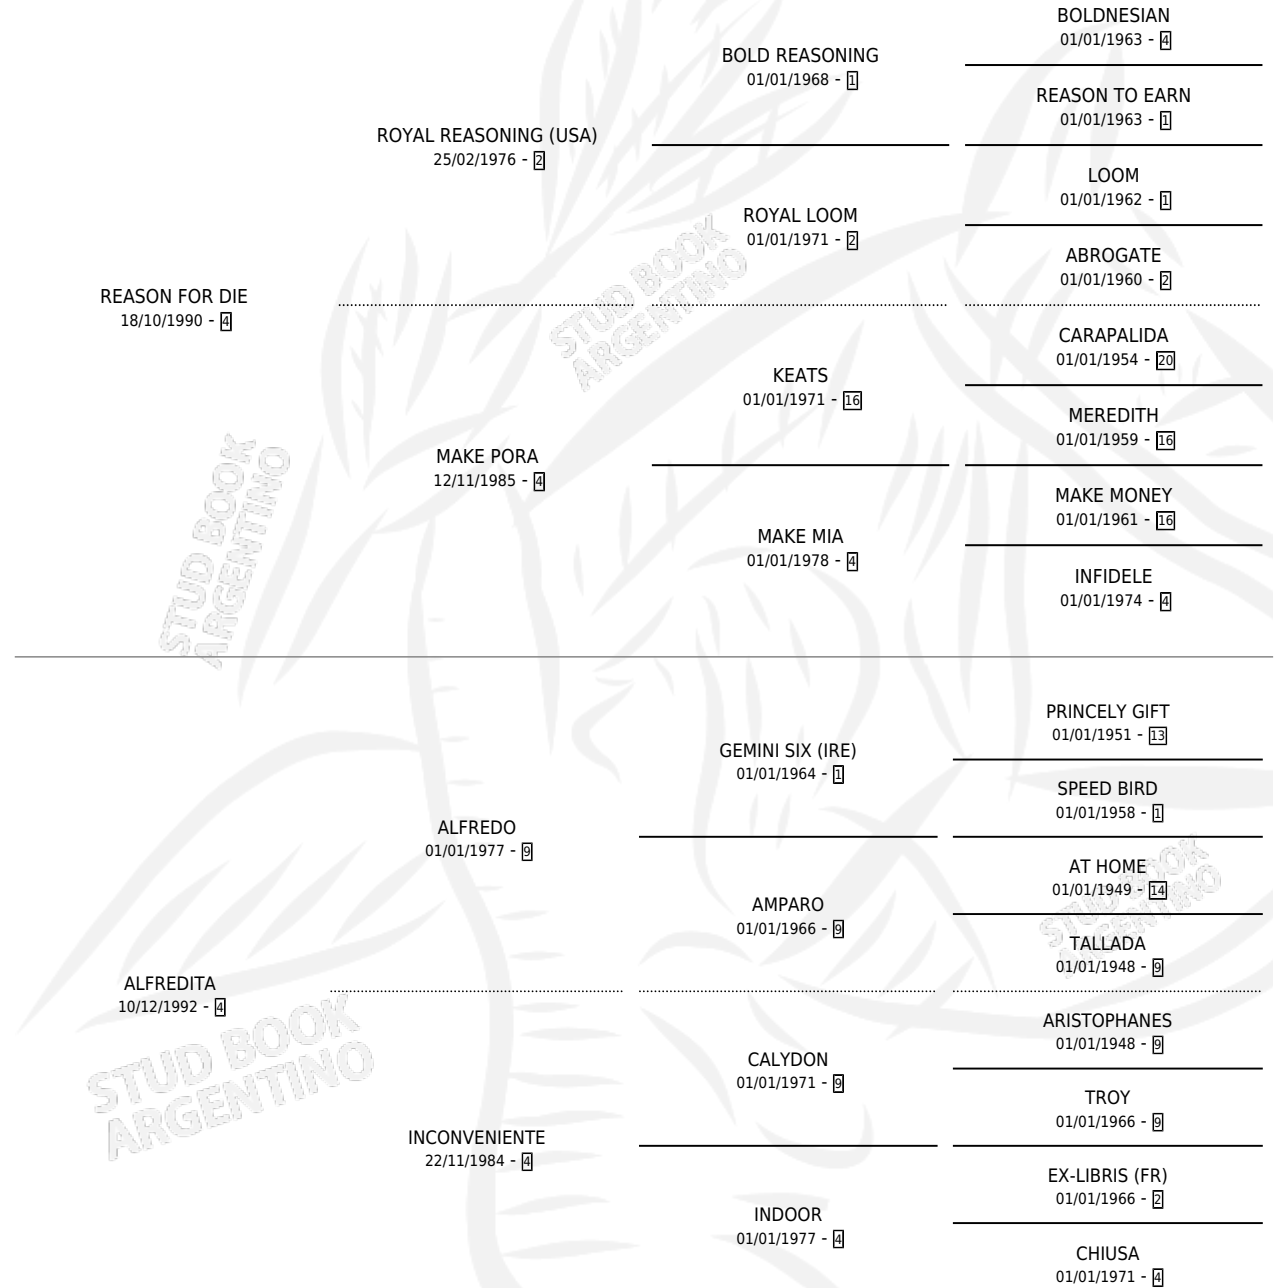 BOLDNESIAN
01/01/1963 - 4
BOLD REASONING
01/01/1968 - 1
REASON TO EARN
01/01/1963 - 1
ROYAL REASONING (USA)
25/02/1976 - 2
LOOM
01/01/1962 - 1
ROYAL LOOM
01/01/1971 - 2
ABROGATE
01/01/1960 - 2
STUD BOOK
ARGENTINO
REASON FOR DIE
18/10/1990 - 4
CARAPALIDA
01/01/1954 - 20
KEATS
01/01/1971 - 16
MEREDITH
01/01/1959 - 16
MAKE PORA
12/11/1985 - 4
MAKE MONEY
01/01/1961 - 16
MAKE MIA
01/01/1978 - 4
INFIDELE
01/01/1974 - 4
STUD BOOK
ARGENTINO
PRINCELY GIFT
01/01/1951 - 13
GEMINI SIX (IRE)
01/01/1964 - 1
SPEED BIRD
01/01/1958 - 1
ALFREDO
01/01/1977 - 9
AT HOME
01/01/1949 - 14
AMPARO
01/01/1966 - 9
TALLADA
01/01/1948 - 9
STUD BOOK
ARGENTINO
ALFREDITA
10/12/1992 - 4
ARISTOPHANES
01/01/1948 - 9
CALYDON
01/01/1971 - 9
TROY
01/01/1966 - 9
STUD BOOK
ARGENTINO
INCONVENIENTE
22/11/1984 - 4
EX-LIBRIS (FR)
01/01/1966 - 2
INDOOR
01/01/1977 - 4
CHIUSA
01/01/1971 - 4